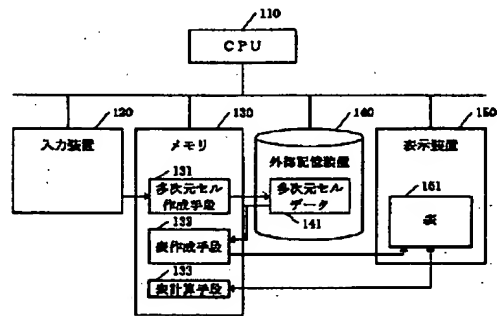 110
CPU
120
130
140
150
入力装置
メモリ
外部記憶装置
表示装置
131
多次元セル
作成手段
多次元セル
データ
141
132
表作成手段
133
表計算手段
151
表